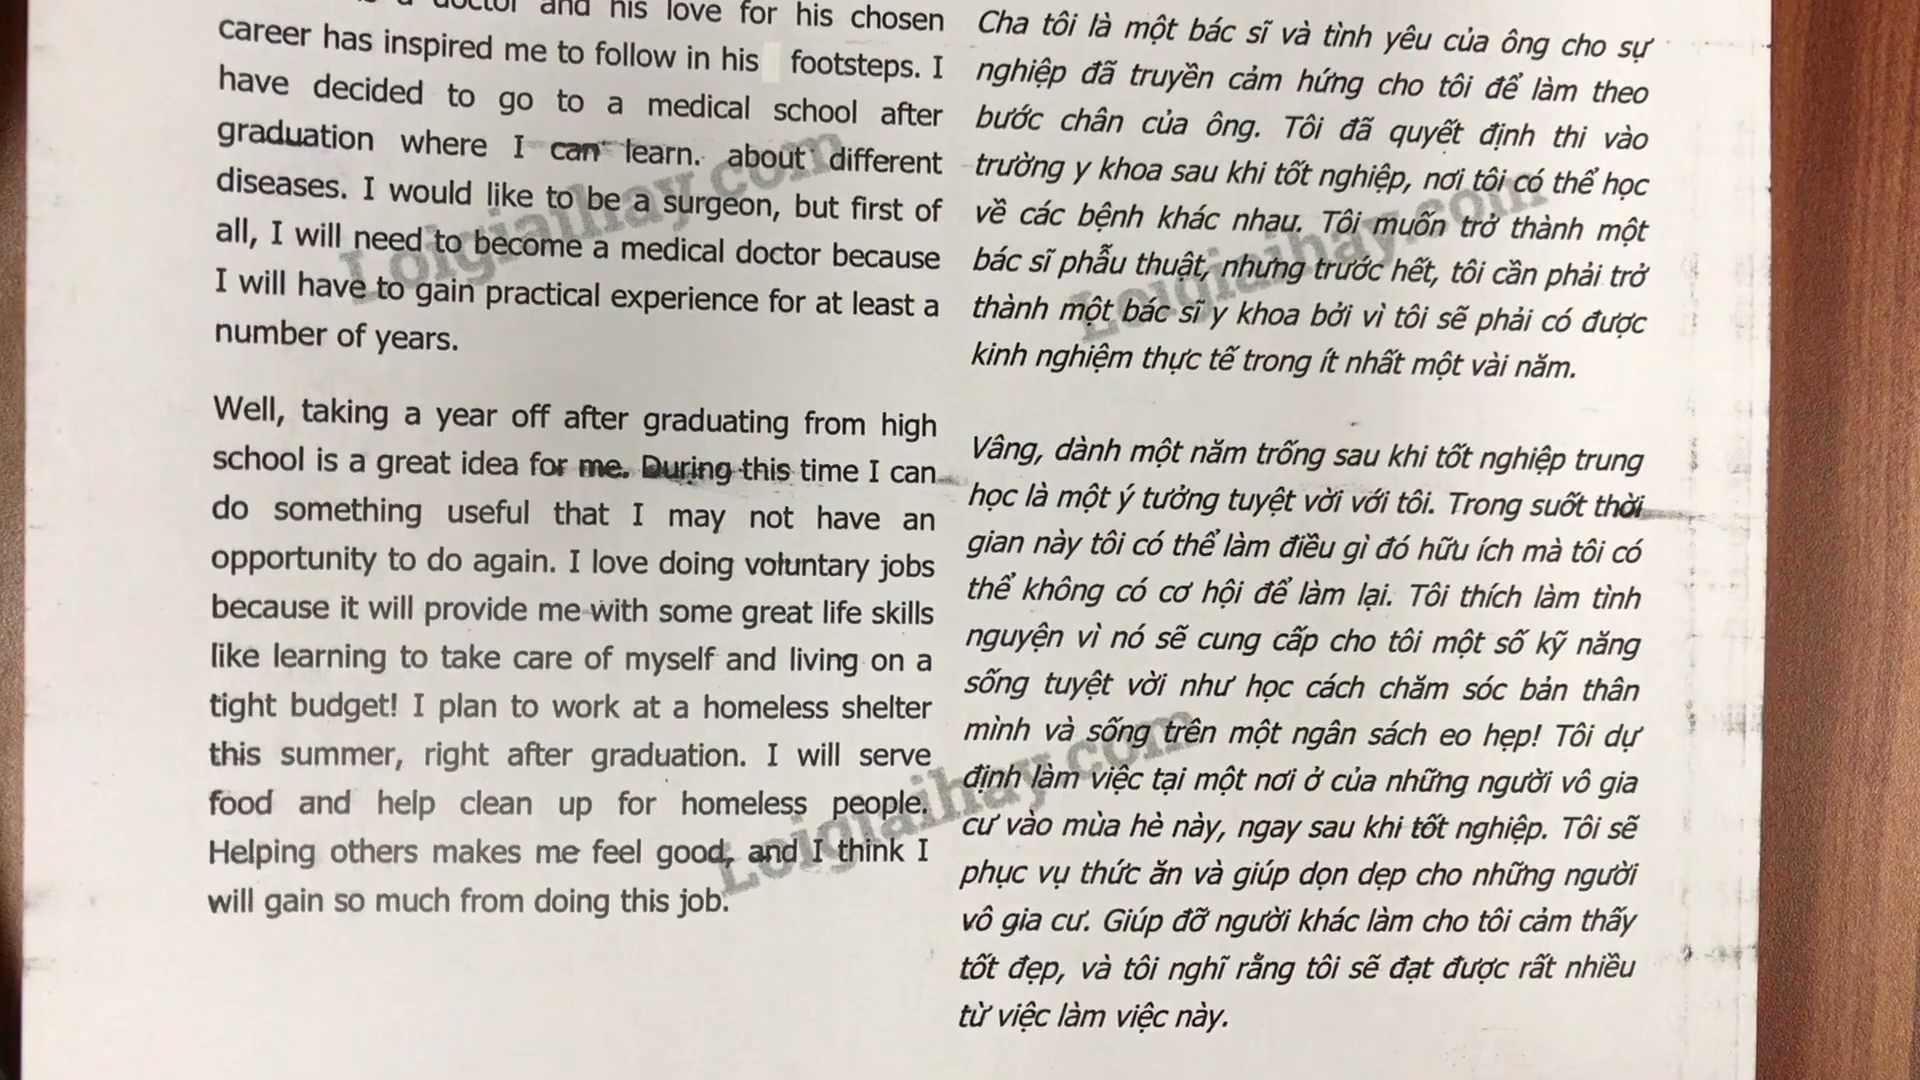 doctor and his love for his chosen
career has inspired me to follow in his footsteps. I
have decided to go to a medical school after
graduation where I can learn. about different
diseases. I would like to be a surgeon, but first of
all, I will need to become a medical doctor because
I will have to gain practical experience for at least a
number of years.
Well, taking a year off after graduating from high
school is a great idea for me. During this time I can
do something useful that I may not have an
opportunity to do again. I love doing voluntary jobs
because it will provide me with some great life skills
like learning to take care of myself and living on a
tight budget! I plan to work at a homeless shelter
this summer, right after graduation. I will serve
food and help clean up for homeless people.
Helping others makes me feel good, and I think I
will gain so much from doing this job.
Cha tôi là một bác sĩ và tình yêu của ông cho sự
nghiệp đã truyền cảm hứng cho tôi để làm theo
bước chân của ông. Tôi đã quyết định thi vào
trường y khoa sau khi tốt nghiệp, nơi tôi có thể học
về các bệnh khác nhau. Tôi muốn trở thành một
bác sĩ phẫu thuật, nhưng trước hết, tôi cần phải trở
thành một bác sĩ y khoa bởi vì tôi sẽ phải có được
kinh nghiệm thực tế trong ít nhất một vài năm.
Vâng, dành một năm trống sau khi tốt nghiệp trung
học là một ý tưởng tuyệt vời với tôi. Trong suốt thời
gian này tôi có thể làm điều gì đó hữu ích mà tôi có
thể không có cơ hội để làm lại. Tôi thích làm tình
nguyện vì nó sẽ cung cấp cho tôi một số kỹ năng
sống tuyệt vời như học cách chăm sóc bản thân
mình và sống trên một ngân sách eo hẹp! Tôi dự
định làm việc tại một nơi ở của những người vô gia
cư vào mùa hè này, ngay sau khi tốt nghiệp. Tôi sẽ
phục vụ thức ăn và giúp dọn dẹp cho những người
vô gia cư. Giúp đỡ người khác làm cho tôi cảm thấy
tốt đẹp, và tôi nghĩ rằng tôi sẽ đạt được rất nhiều
từ việc làm việc này.
Loigiaihay.com
Loigiaihay.com
Loigiaihay.com